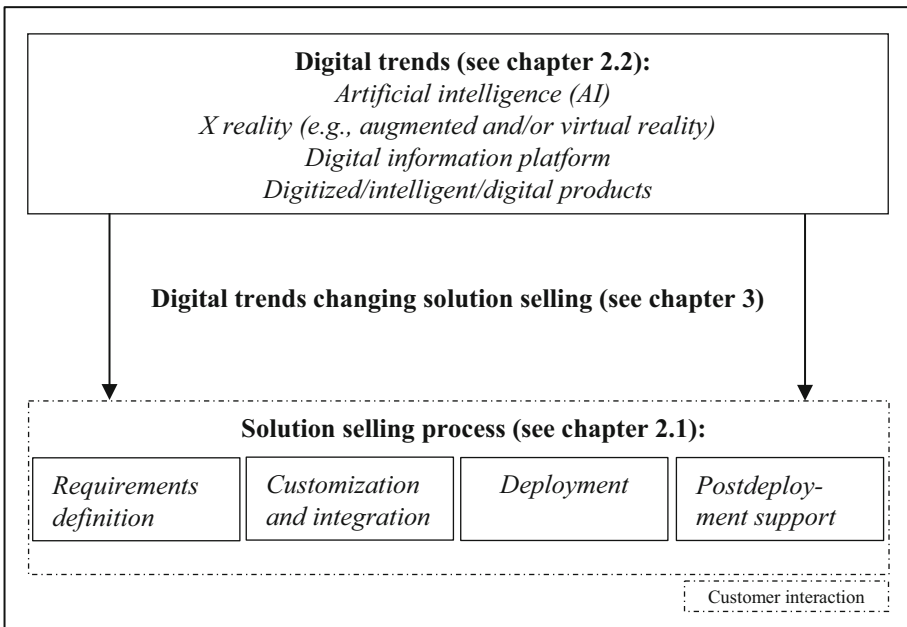 Digital trends (see chapter 2.2):
Artificial intelligence (AI)
X reality (e.g., augmented and/or virtual reality)
Digital information platform
Digitized/intelligent/digital products
Digital trends changing solution selling (see chapter 3)
Solution selling process (see chapter 2.1):
Requirements
definition
Customization
and integration
Deployment
Postdeploy-
ment support
Customer interaction